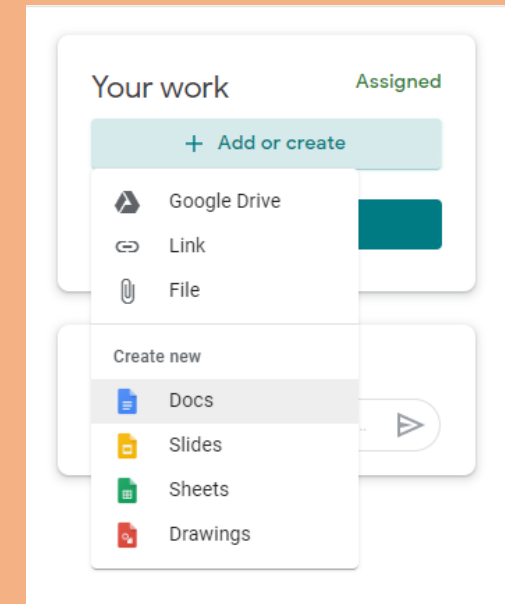 Your work
Assigned
+ Add or create
Google Drive
Link
File
Create new
Docs
Slides
Sheets
Drawings